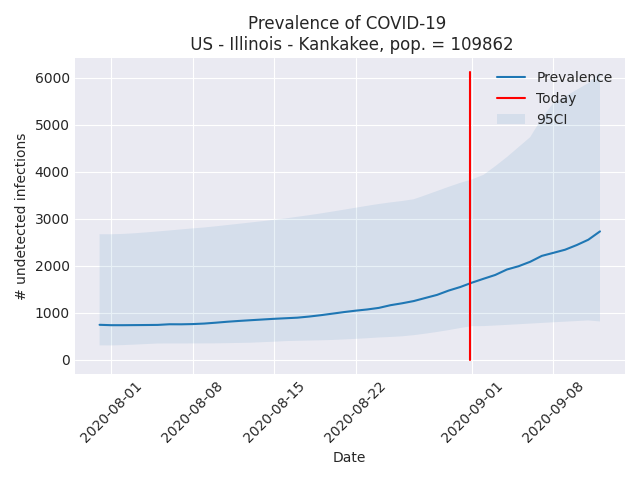 Prevalence of COVID-19
US - Illinois - Kankakee, pop. = 109862
Prevalence
Today
95CI
6000
5000
4000
3000
2000
1000
0
# undetected infections
2020-08-01
2020-08-08
2020-08-15
2020-08-22
2020-09-01
2020-09-08
Date